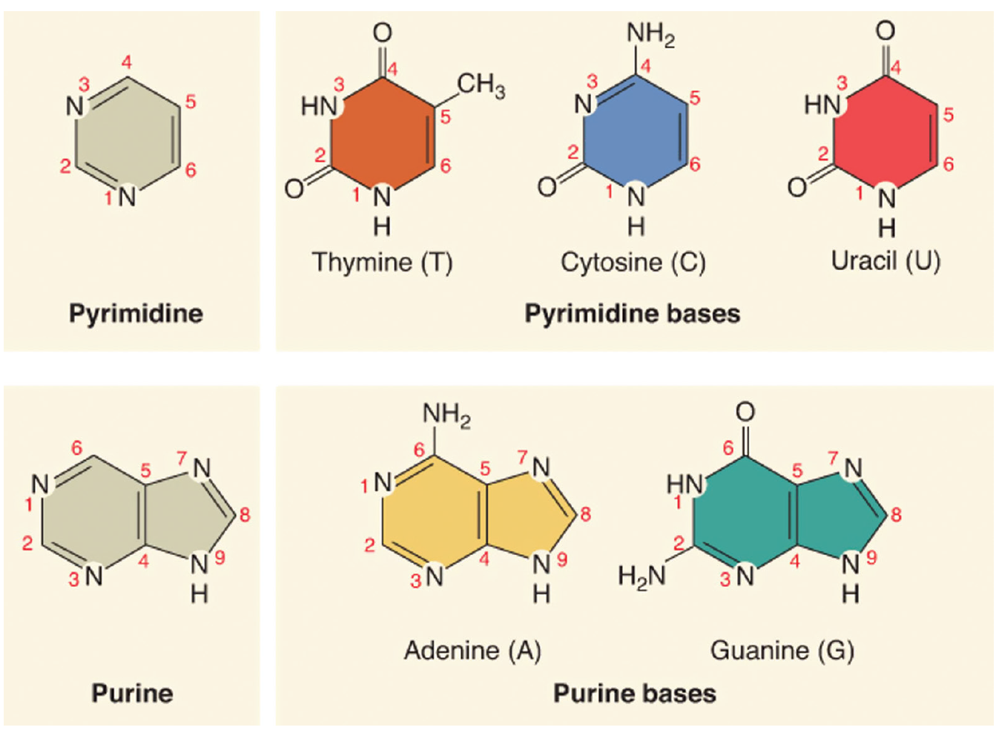 4
3
N
5
2
6
1 N
Pyrimidine
O
4
3
CH₃
HN
5
2
6
O
1 N
H
Thymine (T)
NH₂
4
3
5
N
2
6
O
1 N
H
Cytosine (C)
O
4
3
HN
5
2
6
O
1 N
H
Uracil (U)
Pyrimidine bases
6
7
5
N
N
1
8
2
9
4
N
3 N
H
Purine
NH₂
6
7
5
N
1 N
8
2
9
4
N
3 N
H
Adenine (A)
O
6
7
5
N
HN
1
8
2
9
4
N
H₂N
3 N
H
Guanine (G)
Purine bases